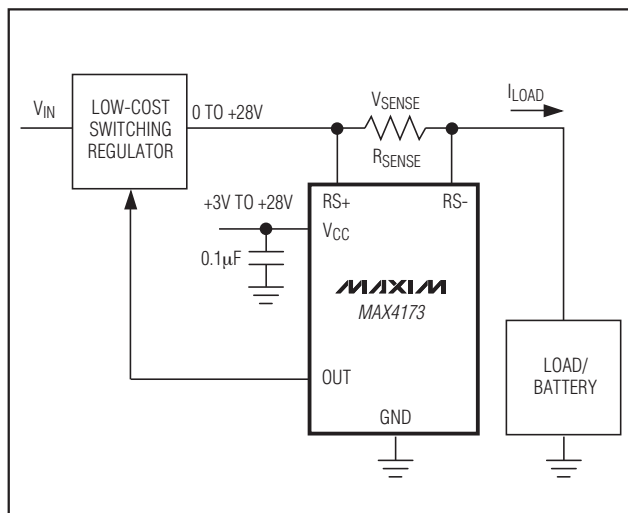 V_IN
LOW-COST
SWITCHING
REGULATOR
0 TO +28V
V_SENSE
R_SENSE
I_LOAD
+3V TO +28V
0.1µF
RS+
RS-
V_CC
MAXIM
MAX4173
OUT
GND
LOAD/
BATTERY